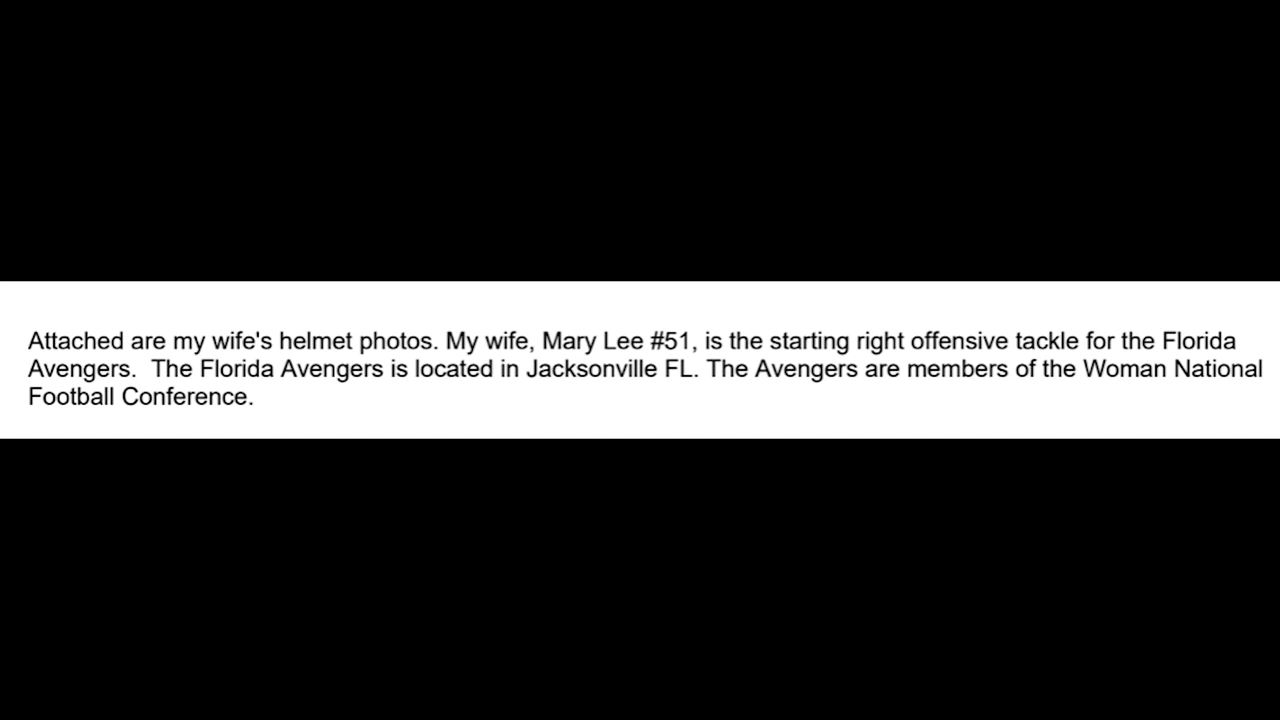 Attached are my wife's helmet photos. My wife, Mary Lee #51, is the starting right offensive tackle for the Florida
Avengers.  The Florida Avengers is located in Jacksonville FL. The Avengers are members of the Woman National
Football Conference.